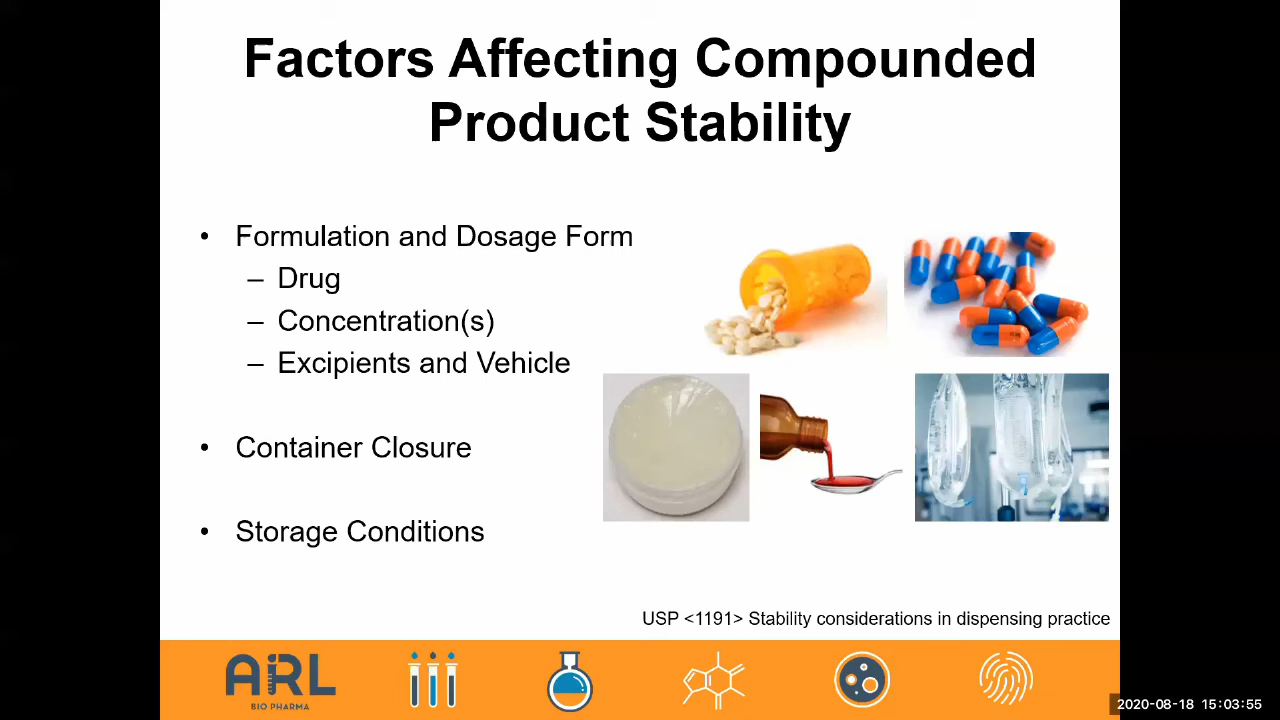 Factors Affecting Compounded
Product Stability
• Formulation and Dosage Form
– Drug
– Concentration(s)
– Excipients and Vehicle
• Container Closure
• Storage Conditions
USP <1191> Stability considerations in dispensing practice
ARL
BIO PHARMA
2020-08-18 15:03:55